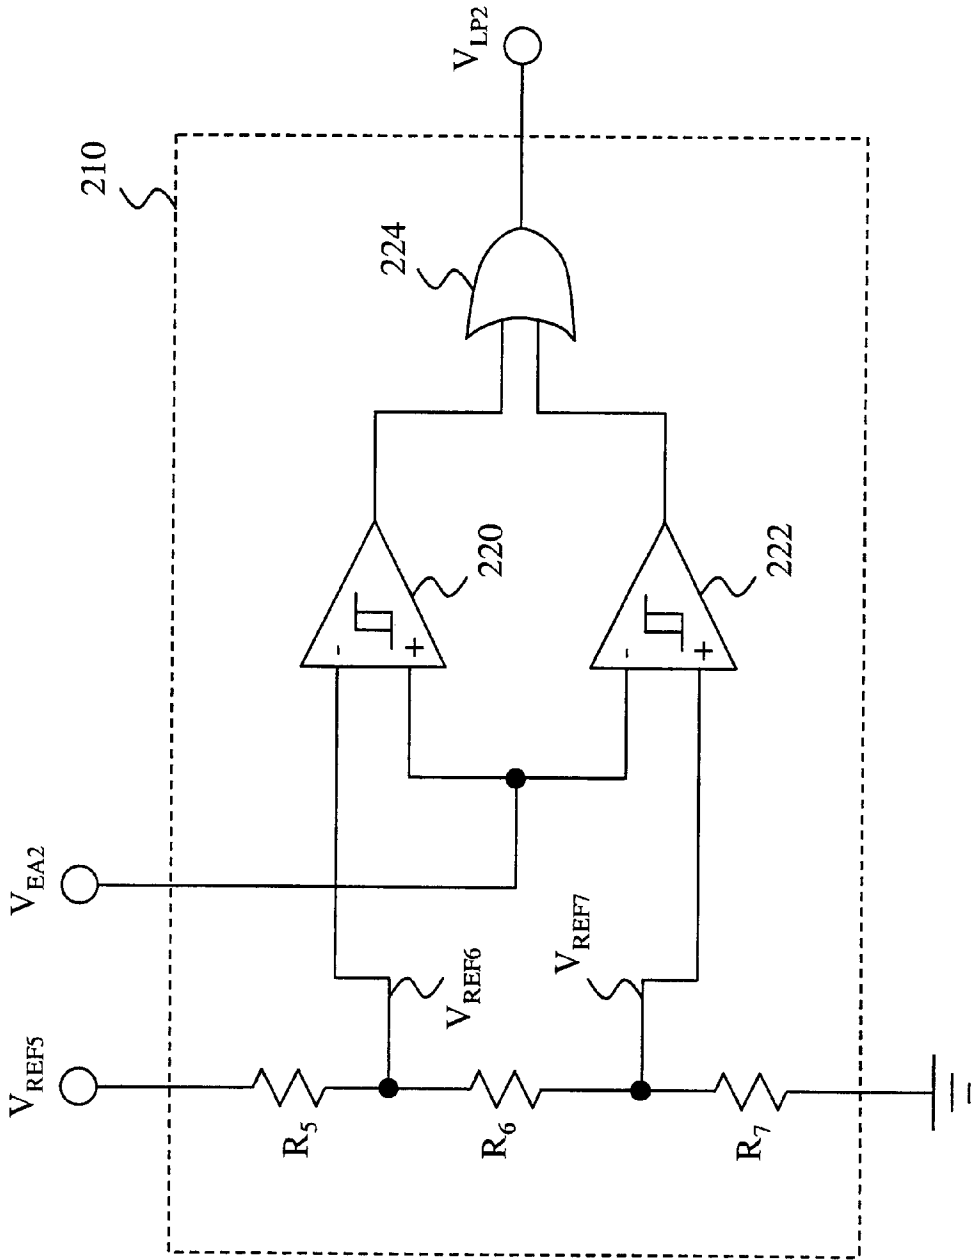 V_LP2
210
224
220
222
V_EA2
V_REF6
V_REF7
V_REF5
R_5
R_6
R_7
-
+
-
+